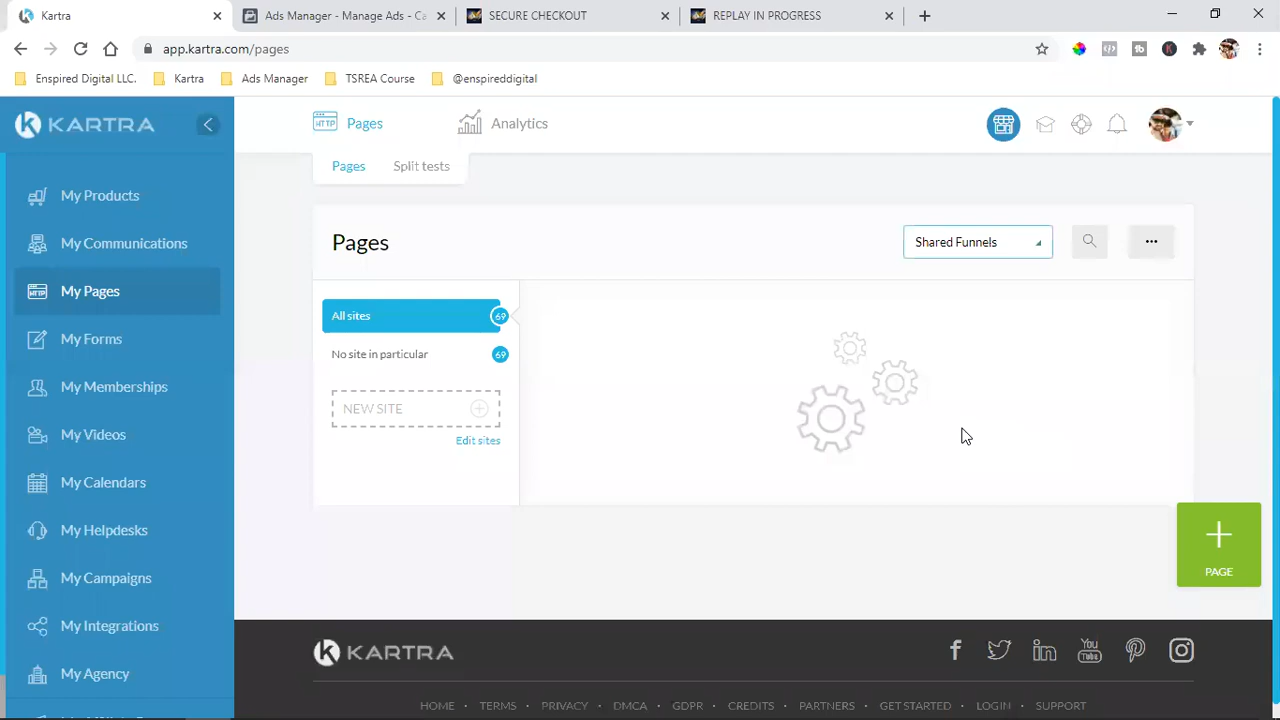 Kartra
Ads Manager - Manage Ads - Ca
SECURE CHECKOUT
REPLAY IN PROGRESS
app.kartra.com/pages
Enspired Digital LLC.
Kartra
Ads Manager
TSREA Course
@enspireddigital
KARTRA
HTTP
Pages
Analytics
Pages
Split tests
My Products
My Communications
HTTP
My Pages
My Forms
My Memberships
My Videos
My Calendars
My Helpdesks
My Campaigns
My Integrations
My Agency
Pages
Shared Funnels
All sites
69
No site in particular
69
NEW SITE
Edit sites
PAGE
KARTRA
HOME · TERMS · PRIVACY · DMCA · GDPR · CREDITS · PARTNERS · GET STARTED · LOGIN · SUPPORT